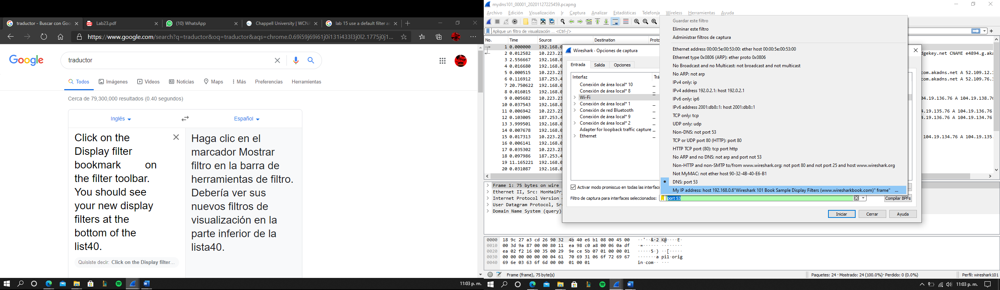 traductor - Buscar con Goo
Lab23.pdf
(10) WhatsApp
Chappell University | WCNA
lab 15 use a default filter as
https://www.google.com/search?q=traductor&oq=traductor&aqs=chrome.0.69i59j69i61j0i131i433l3j0l2.1775j0j1...
Google
traductor
Todos
Imágenes
Videos
Noticias
Maps
Más
Preferencias
Herramientas
Cerca de 79,300,000 resultados (0.40 segundos)
Inglés
Español
Click on the
Display filter
bookmark on
the filter toolbar.
You should see
your new display
filters at the
bottom of the
list40.
Quisiste decir: Click on the Display filter...
Haga clic en el
marcador Mostrar
filtro en la barra de
herramientas de filtro.
Debería ver sus
nuevos filtros de
visualización en la
parte inferior de la
lista40.
11:03 p. m.
mydns101_00001_20201127225459.pcapng
Archivo Edición Visualización Ir Captura Analizar Estadísticas Telefonía Wireless Herramientas Ayuda
Aplique un filtro de visualización ... <Ctrl-/>
No. Time Source Destination Proto
1 0.000000 192.168.0
2 0.012582 10.223.23
3 2.556667 192.168.0
4 0.016680 192.168.0
5 0.000515 10.223.23
6 0.116912 187.253.4
7 20.750622 192.168.0
8 0.016015 192.168.0
9 0.005682 10.223.23
10 0.037543 192.168.0
11 0.006942 10.223.23
12 0.103005 187.253.4
13 3.999501 192.168.0
14 0.007678 192.168.0
15 0.017313 10.223.23
16 0.006141 192.168.0
17 0.035302 10.223.23
18 0.097986 187.253.4
19 11.165221 192.168.0
20 0.031087 192.168.0
dgekey.net CNAME e4894.g.aka
com.akadns.net A 52.109.12.1
com.akadns.net A 52.109.76.3
04.19.136.76 A 104.19.138.76
4.19.135.76 A 104.19.136.76
4.19.136.76 A 104.19.134.76
104.19.134.76 A 104.19.135.
Wireshark · Opciones de captura
Entrada Salida Opciones
Interfaz Trá
Conexión de área local* 10
Conexión de área local* 8
Wi-Fi
Conexión de área local* 1
Conexión de red Bluetooth
Conexión de área local* 9
Conexión de área local* 2
Adapter for loopback traffic capture
Ethernet
Activar modo promiscuo en todas las interface
Filtro de captura para interfaces seleccionados: port 53
Compilar BPFs
Iniciar Cerrar Ayuda
Guardar este filtro
Eliminar este filtro
Administrar filtros de captura
Ethernet address 00:00:5e:00:53:00: ether host 00:00:5e:00:53:00
Ethernet type 0x0806 (ARP): ether proto 0x0806
No Broadcast and no Multicast: not broadcast and not multicast
No ARP: not arp
IPv4 only: ip
IPv4 address 192.0.2.1: host 192.0.2.1
IPv6 only: ip6
IPv6 address 2001:db8::1: host 2001:db8::1
TCP only: tcp
UDP only: udp
Non-DNS: not port 53
TCP or UDP port 80 (HTTP): port 80
HTTP TCP port (80): tcp port http
No ARP and no DNS: not arp and port not 53
Non-HTTP and non-SMTP to/from www.wireshark.org: not port 80 and not port 25 and host www.wireshark.org
Not MyMAC: not ether host 90-32-4B-40-E6-B1
DNS: port 53
My IP address: host 192.168.0.6"Wireshark 101 Book Sample Display Filters (www.wiresharkbook.com)" frame" ...
Frame 1: 75 bytes on wire
Ethernet II, Src: HonHaiPr
Internet Protocol Version
User Datagram Protocol, Sr
Domain Name System (query)
0000 18 9c 27 a3 cd 26 90 32 4b 40 e6 b1 08 00 45 00 ··'··&·2 K@····E·
0010 00 3d 9a 87 00 00 80 11 ea 98 c0 a8 00 06 0a df ·=······ ········
0020 ea 02 f2 16 00 35 00 29 9e ce 5b 07 01 00 00 01 ·····5·) ··[·····
0030 00 00 00 00 00 00 04 61 70 69 31 06 6f 72 69 67 ·······a pi1·orig
0040 69 6e 03 63 6f 6d 00 00 01 00 01 in·com·· ···
Frame (frame), 75 byte(s)
Paquetes: 24 · Mostrado: 24 (100.0%) · Perdido: 0 (0.0%)
Perfil: wireshark101
11:03 p. m.